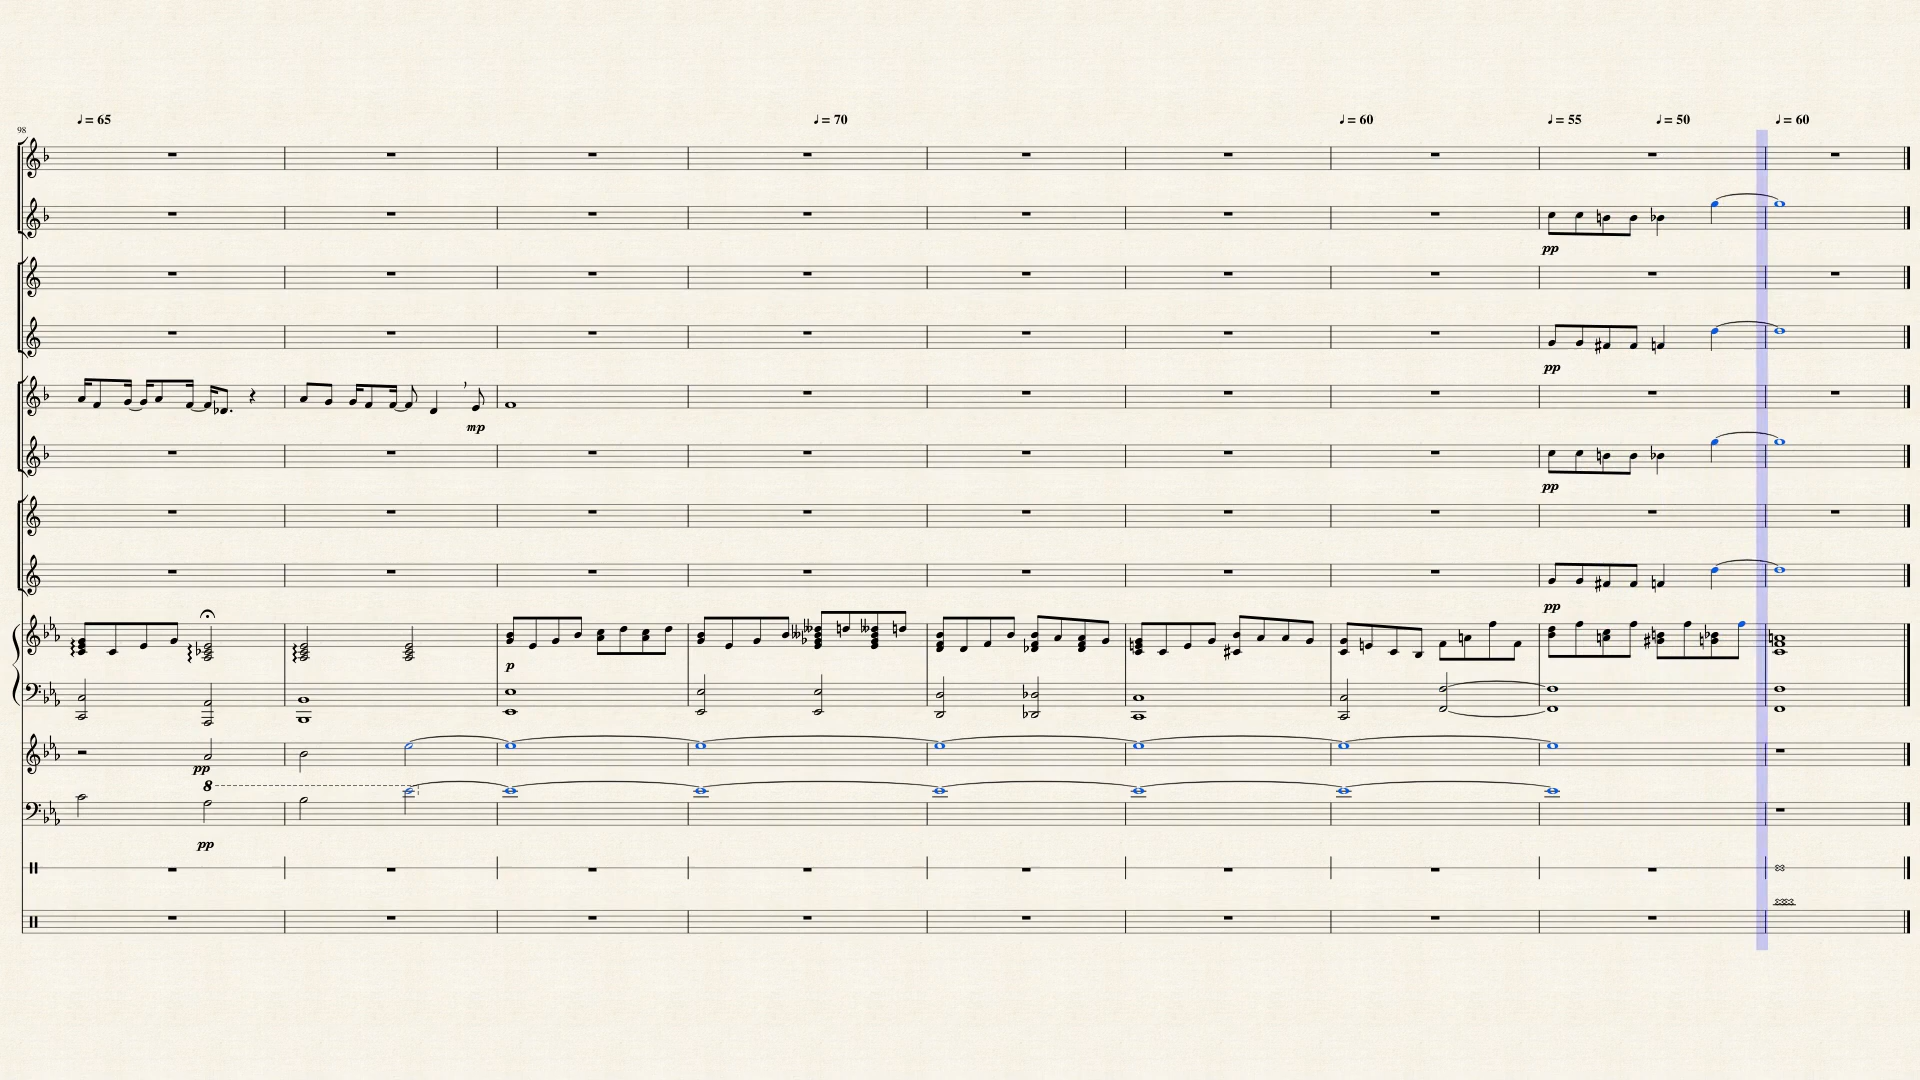 ♩= 65
♩= 70
♩= 60
♩= 55
♩= 50
♩= 60
98
pp
pp
mp
pp
pp
p
pp
8
pp